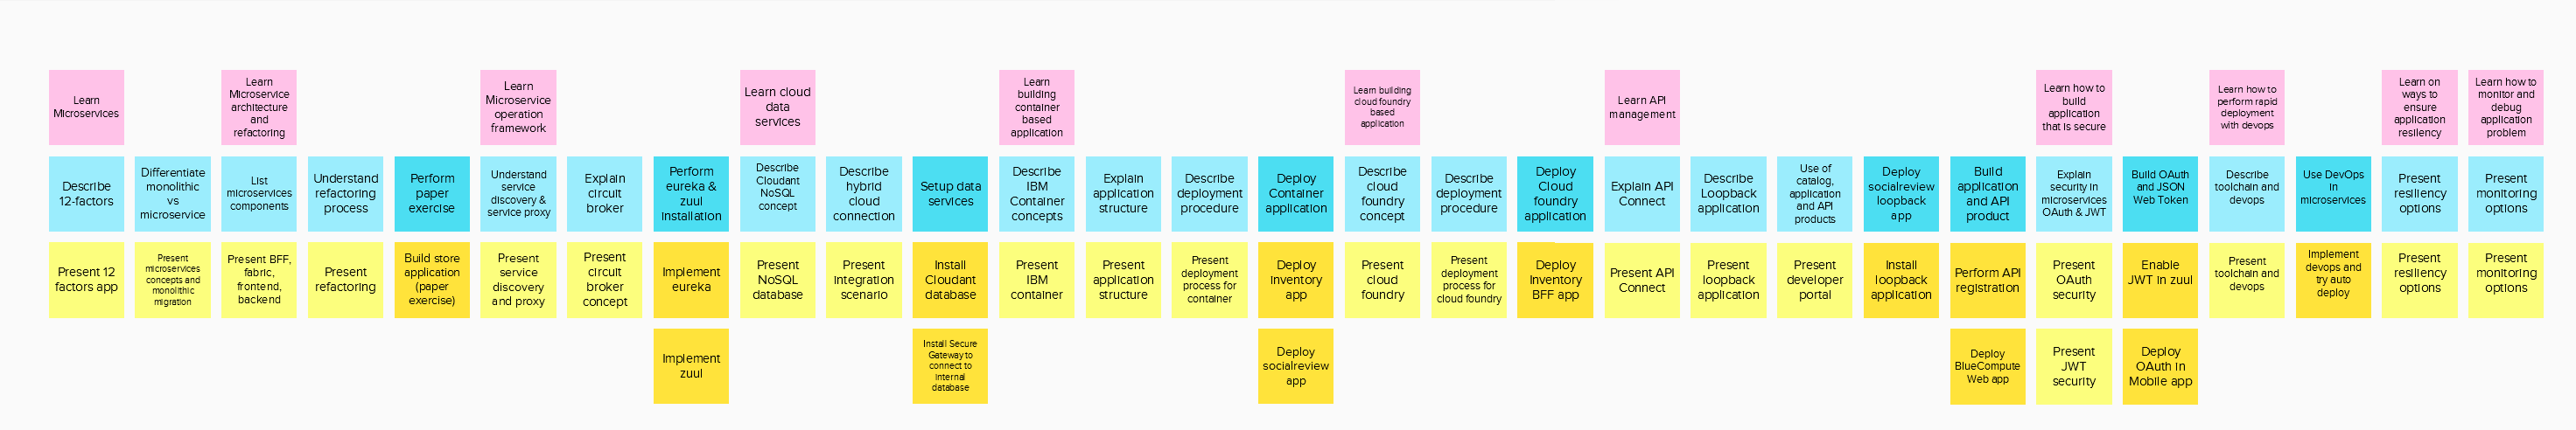 Learn
Microservices
Learn
Microservice
architecture
and
refactoring
Learn
Microservice
operation
framework
Learn cloud
data
services
Learn
building
container
based
application
Learn building
cloud foundry
based
application
Learn API
management
Learn how to
build
application
that is secure
Learn how to
perform rapid
deployment
with devops
Learn on
ways to
ensure
application
resilency
Learn how to
monitor and
debug
application
problem
Describe
12-factors
Differentiate
monolithic
vs
microservice
List
microservices
components
Understand
refactoring
process
Perform
paper
exercise
Understand
service
discovery &
service proxy
Explain
circuit
broker
Perform
eureka &
zuul
installation
Describe
Cloudant
NoSQL
concept
Describe
hybrid
cloud
connection
Setup data
services
Describe
IBM
Container
concepts
Explain
application
structure
Describe
deployment
procedure
Deploy
Container
application
Describe
cloud
foundry
concept
Describe
deployment
procedure
Deploy
Cloud
foundry
application
Explain API
Connect
Describe
Loopback
application
Use of
catalog,
application
and API
products
Deploy
socialreview
loopback
app
Build
application
and API
product
Explain
security in
microservices
OAuth & JWT
Build OAuth
and JSON
Web Token
Describe
toolchain and
devops
Use DevOps
in
microservices
Present
resiliency
options
Present
monitoring
options
Present 12
factors app
Present
microservices
concepts and
monolithic
migration
Present BFF,
fabric,
frontend,
backend
Present
refactoring
Build store
application
(paper
exercise)
Present
service
discovery
and proxy
Present
circuit
broker
concept
Implement
eureka
Present
NoSQL
database
Present
Integration
scenario
Install
Cloudant
database
Present
IBM
container
Present
application
structure
Present
deployment
process for
container
Deploy
Inventory
app
Present
cloud
foundry
Present
deployment
process for
cloud foundry
Deploy
Inventory
BFF app
Present API
Connect
Present
loopback
application
Present
developer
portal
Install
loopback
application
Perform API
registration
Present
OAuth
security
Enable
JWT in zuul
Present
toolchain and
devops
Implement
devops and
try auto
deploy
Present
resiliency
options
Present
monitoring
options
Implement
zuul
Install Secure
Gateway to
connect to
internal
database
Deploy
socialreview
app
Deploy
BlueCompute
Web app
Present
JWT
security
Deploy
OAuth in
Mobile app